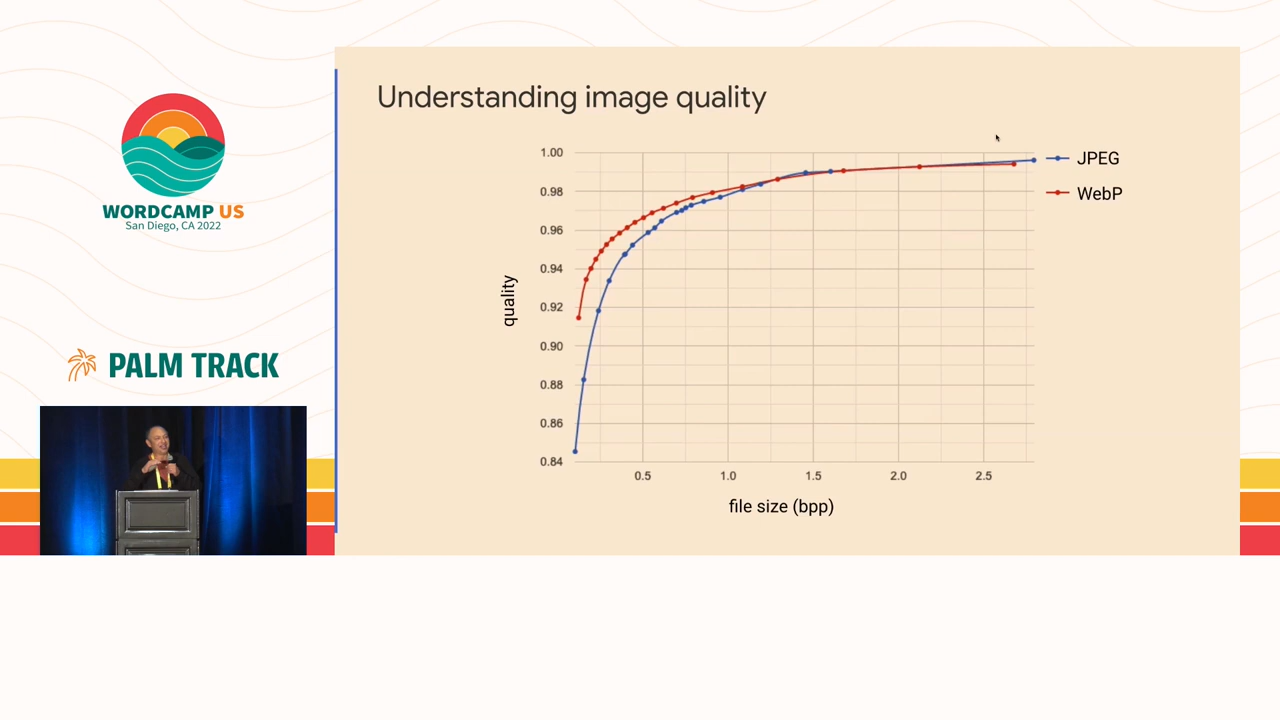 WORDCAMP US
San Diego, CA 2022
PALM TRACK
Understanding image quality
JPEG
WebP
quality
1.00
0.98
0.96
0.94
0.92
0.90
0.88
0.86
0.84
0.5 1.0 1.5 2.0 2.5
file size (bpp)